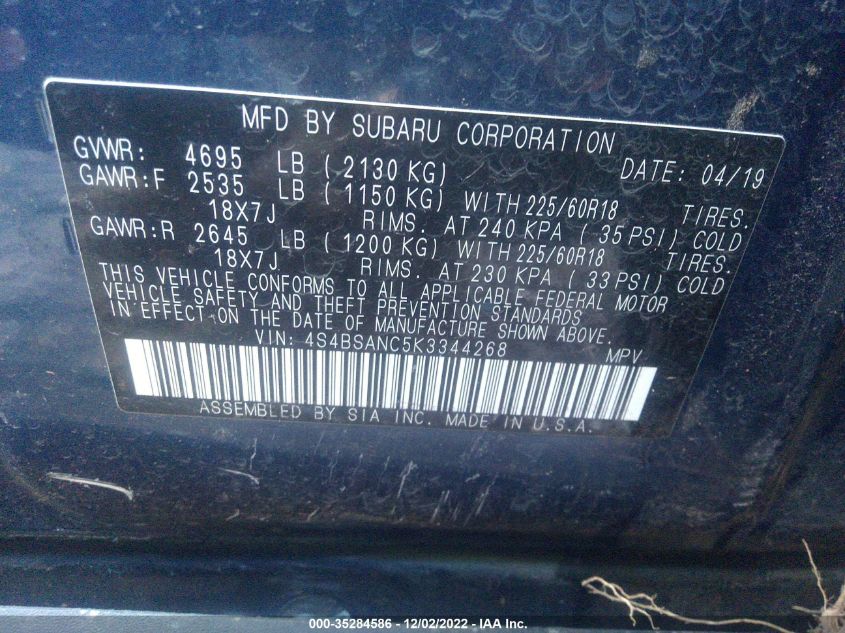 MFD BY SUBARU CORPORATION
GVWR: 4695 LB ( 2130 KG) DATE: 04/19
GAWR:F 2535 LB ( 1150 KG) WITH 225/60R18 TIRES.
18X7J RIMS. AT 240 KPA ( 35 PSI) COLD
GAWR:R 2645 LB ( 1200 KG) WITH 225/60R18 TIRES.
18X7J RIMS. AT 230 KPA ( 33 PSI) COLD
THIS VEHICLE CONFORMS TO ALL APPLICABLE FEDERAL MOTOR
VEHICLE SAFETY AND THEFT PREVENTION STANDARDS
IN EFFECT ON THE DATE OF MANUFACTURE SHOWN ABOVE.
VIN: 4S4BSANC5K3344268 MPV
ASSEMBLED BY SIA INC. MADE IN U.S.A.
000-35284586 - 12/02/2022 - IAA Inc.